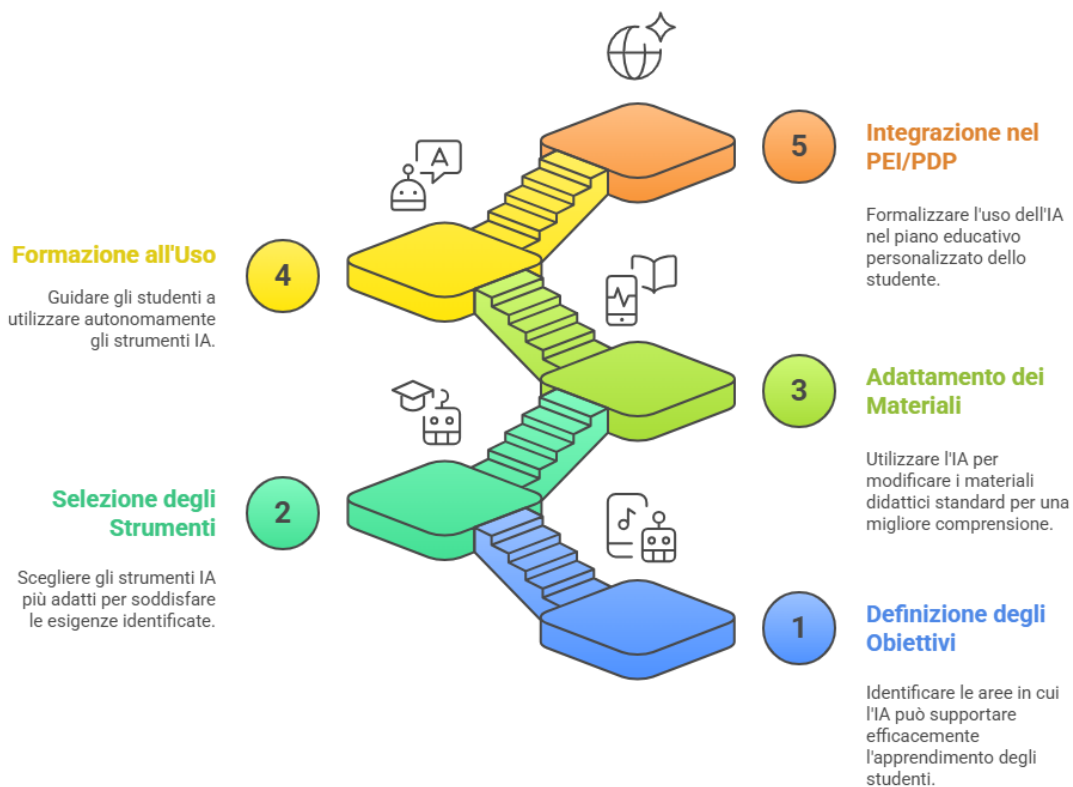 5
Integrazione nel
PEI/PDP
Formalizzare l'uso dell'IA
nel piano educativo
personalizzato dello
studente.
A
Formazione all'Uso
4
Guidare gli studenti a
utilizzare autonomamente
gli strumenti IA.
3
Adattamento dei
Materiali
Utilizzare l'IA per
modificare i materiali
didattici standard per una
migliore comprensione.
Selezione degli
Strumenti
2
Scegliere gli strumenti IA
più adatti per soddisfare
le esigenze identificate.
1
Definizione degli
Obiettivi
Identificare le aree in cui
l'IA può supportare
efficacemente
l'apprendimento degli
studenti.